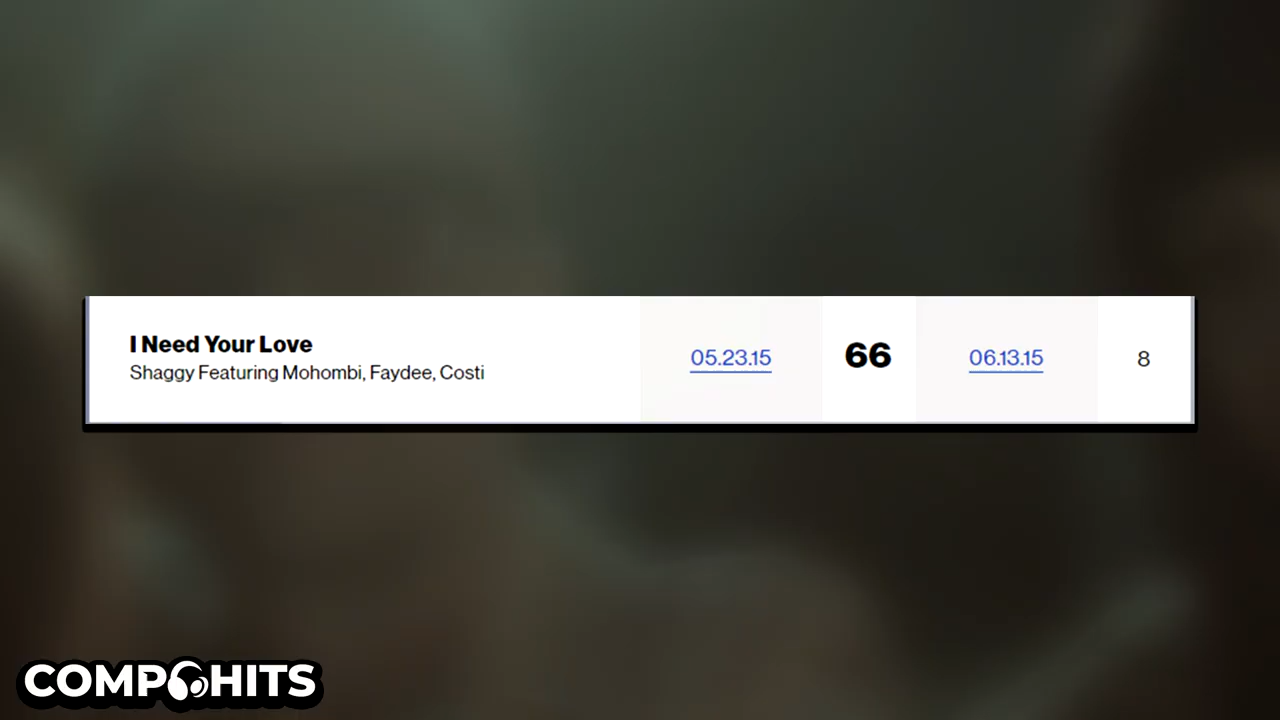 I Need Your Love
Shaggy Featuring Mohombi, Faydee, Costi
05.23.15
66
06.13.15
8
COMPOHITS